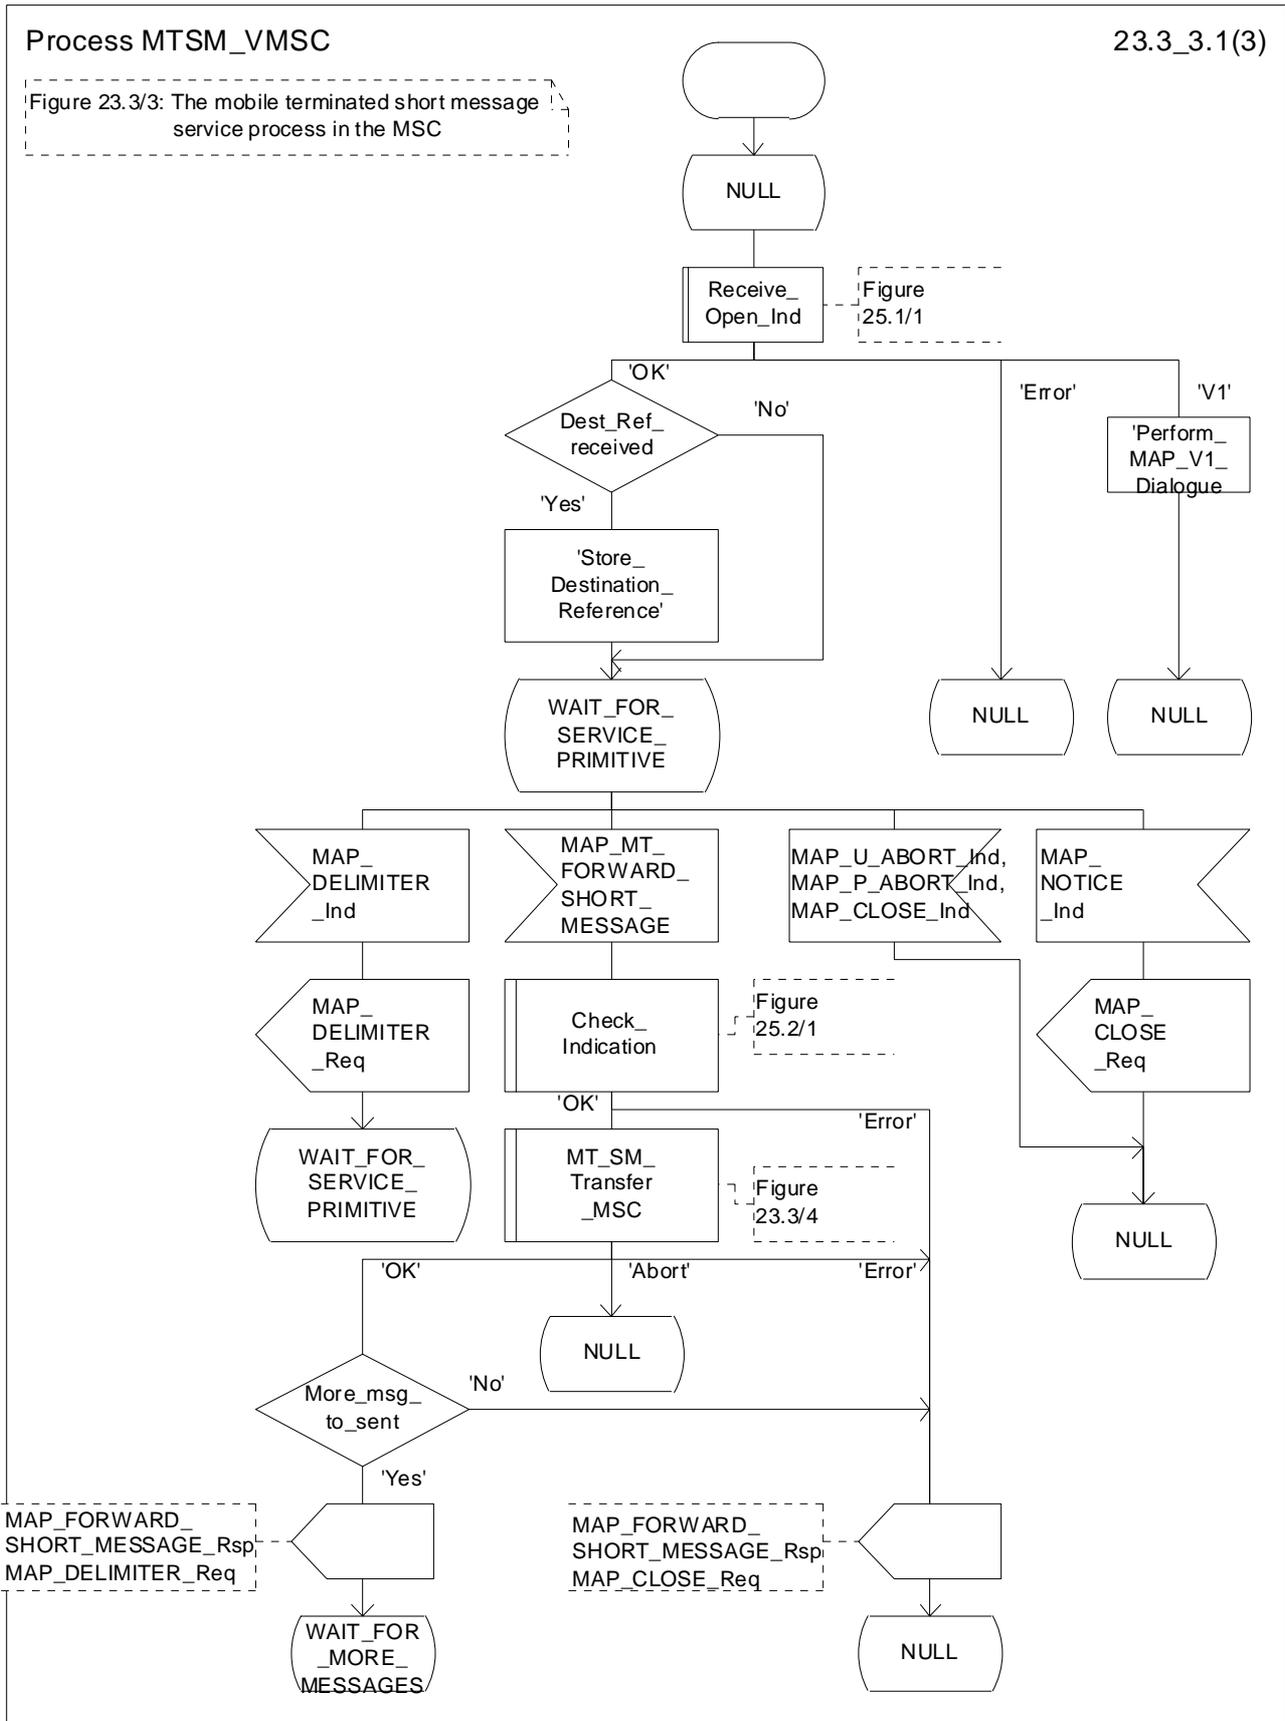 Process MTSM_VMSC
23.3_3.1(3)
Figure 23.3/3: The mobile terminated short message
service process in the MSC
NULL
Receive_
Open_Ind
Figure
25.1/1
'OK'
'Error'
'V1'
Dest_Ref_
received
'No'
'Perform_
MAP_V1_
Dialogue
'Yes'
'Store_
Destination_
Reference'
WAIT_FOR_
SERVICE_
PRIMITIVE
NULL
NULL
MAP_
DELIMITER
_Ind
MAP_MT_
FORWARD_
SHORT_
MESSAGE
MAP_U_ABORT_Ind,
MAP_P_ABORT_Ind,
MAP_CLOSE_Ind
MAP_
NOTICE
_Ind
MAP_
DELIMITER
_Req
Check_
Indication
Figure
25.2/1
MAP_
CLOSE
_Req
'OK'
'Error'
WAIT_FOR_
SERVICE_
PRIMITIVE
MT_SM_
Transfer
_MSC
Figure
23.3/4
NULL
'OK'
'Abort'
'Error'
NULL
More_msg_
to_sent
'No'
'Yes'
MAP_FORWARD_
SHORT_MESSAGE_Rsp
MAP_DELIMITER_Req
MAP_FORWARD_
SHORT_MESSAGE_Rsp
MAP_CLOSE_Req
WAIT_FOR
_MORE_
MESSAGES
NULL